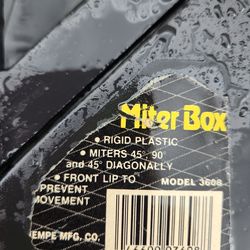 Miter Box
• RIGID PLASTIC
• MITERS 45°, 90°
and 45° DIAGONALLY
• FRONT LIP TO
PREVENT
MOVEMENT
MODEL 3608
EMPE MFG. CO.